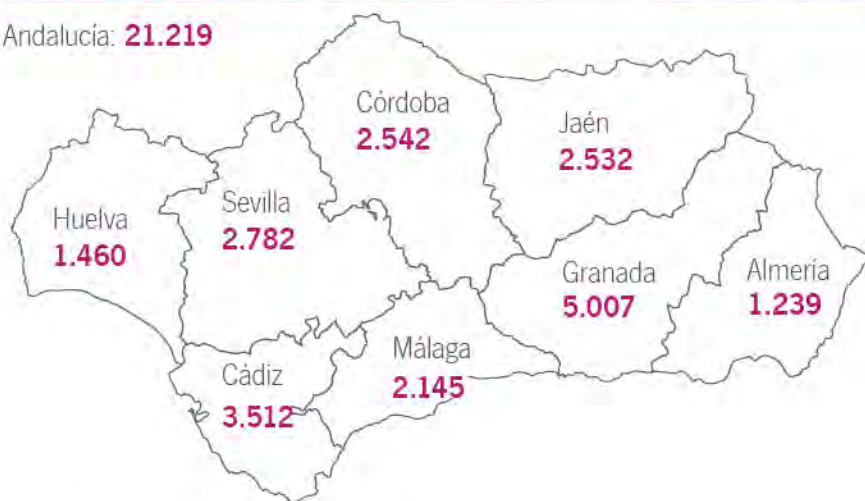 Andalucía: 21.219
Córdoba
2.542
Jaén
2.532
Huelva
1.460
Sevilla
2.782
Granada
5.007
Almería
1.239
Málaga
2.145
Cádiz
3.512